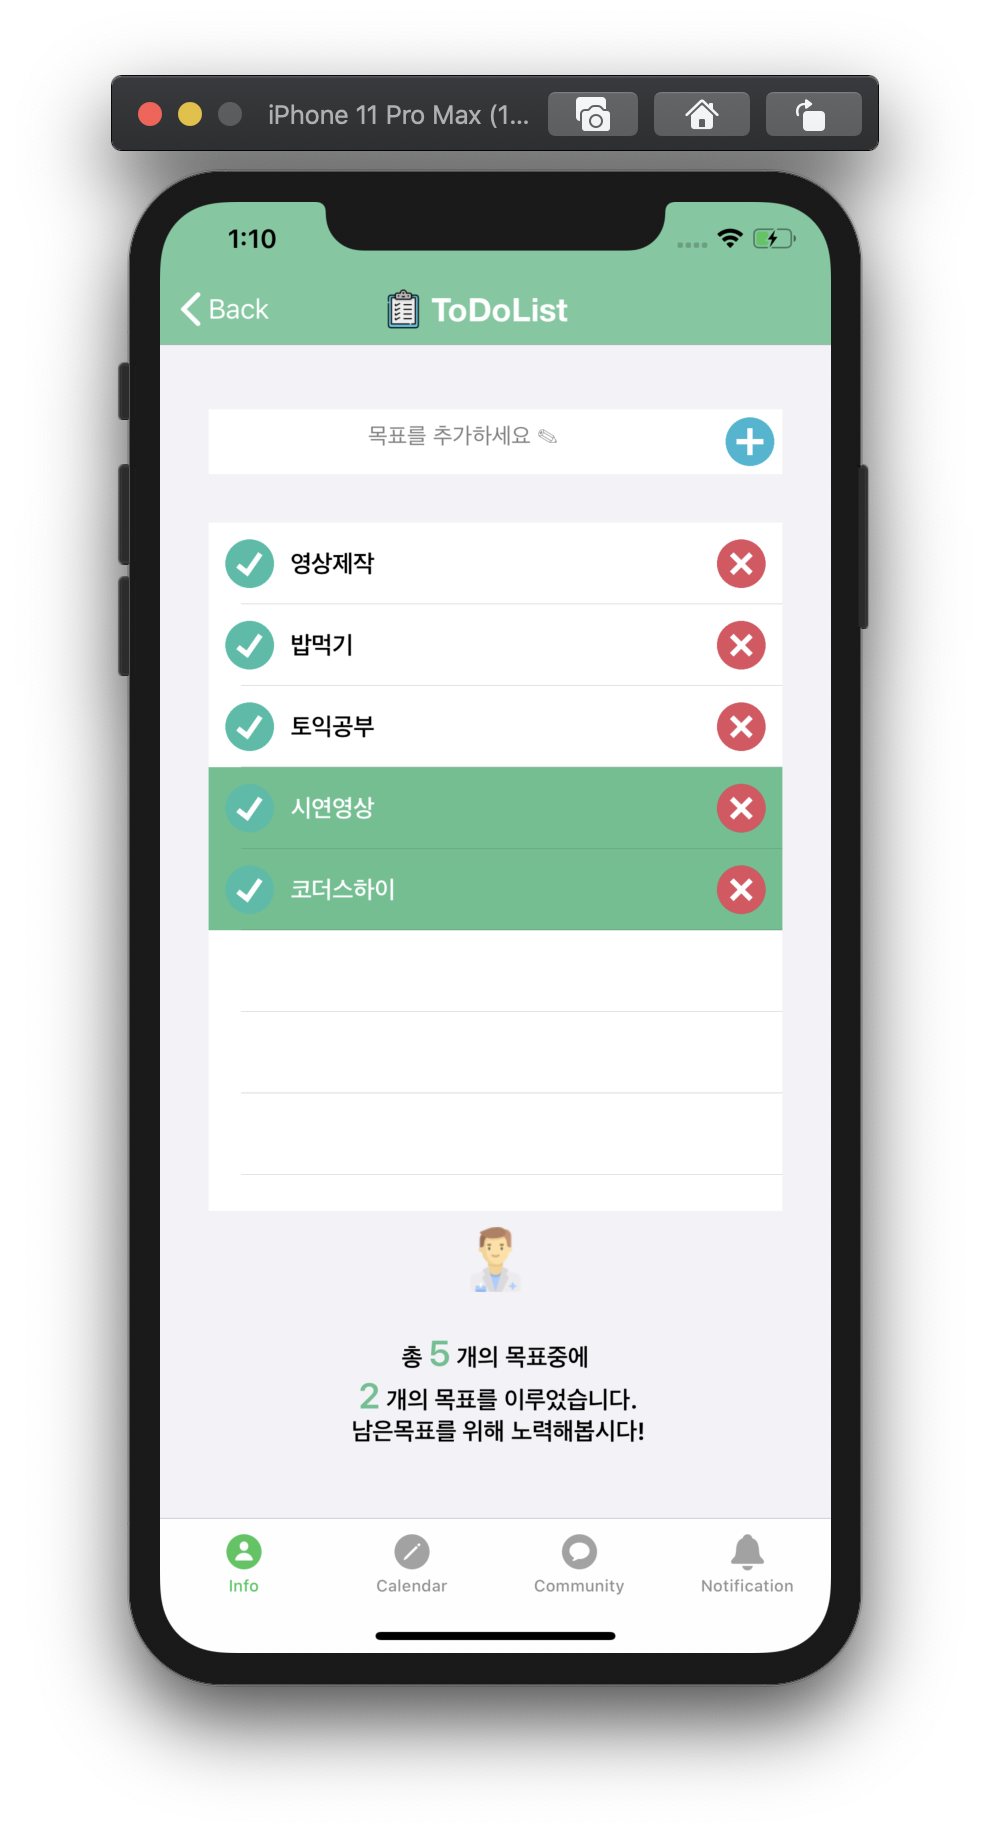 iPhone 11 Pro Max (1...
1:10
Back
ToDoList
목표를 추가하세요 ✎
영상제작
밥먹기
토익공부
시연영상
코더스하이
총 5 개의 목표중에
2 개의 목표를 이루었습니다.
남은목표를 위해 노력해봅시다!
Info
Calendar
Community
Notification